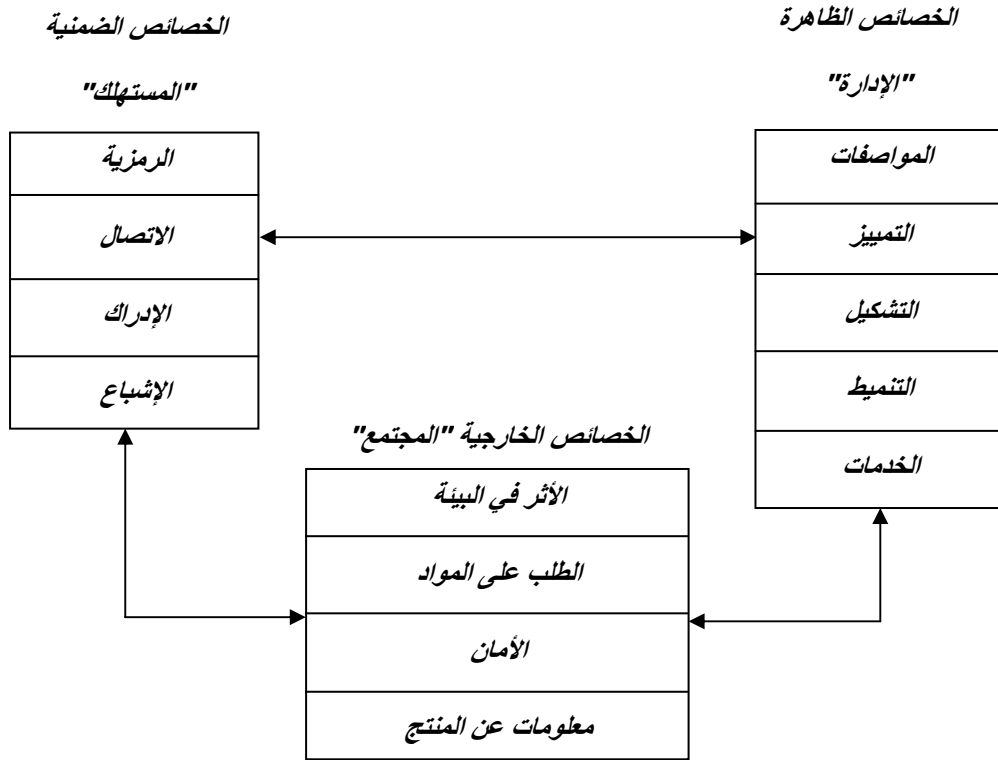 الخصائص الظاهرة
"الإدارة"
المواصفات
التمييز
التشكيل
التنميط
الخدمات
الخصائص الضمنية
"المستهلك"
الرمزية
الاتصال
الإدراك
الإشباع
الخصائص الخارجية "المجتمع"
الأثر في البيئة
الطلب على المواد
الأمان
معلومات عن المنتج